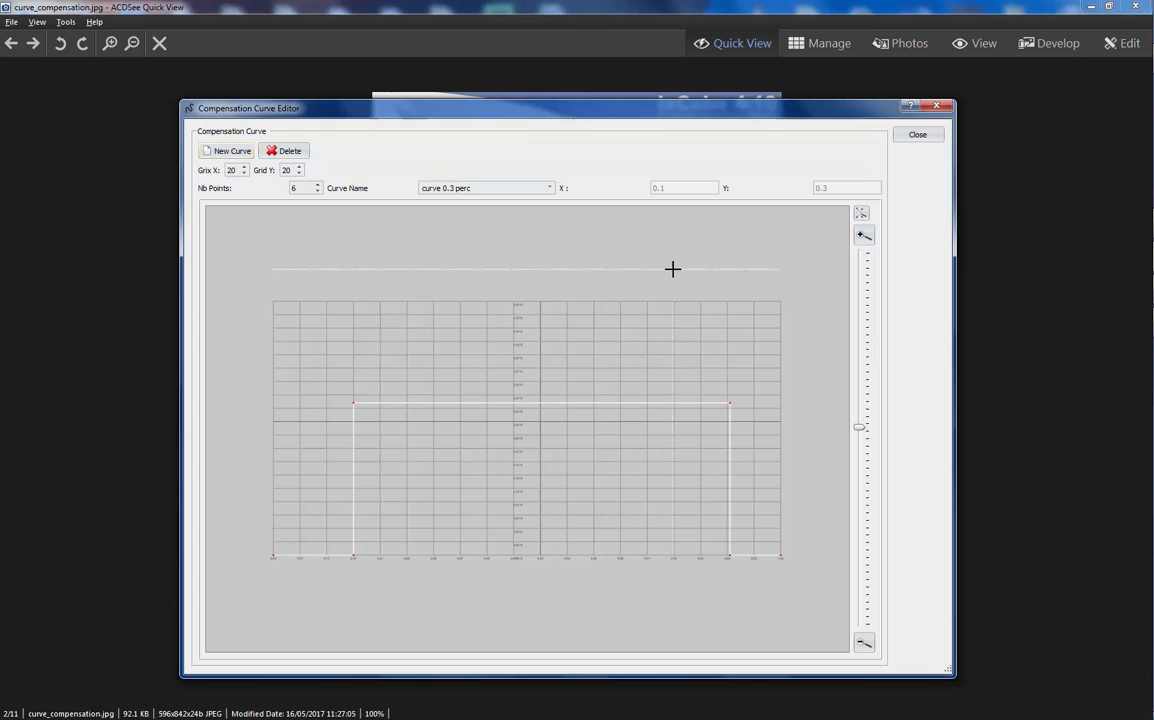 curve_compensation.jpg - ACDSee Quick View
File View Tools Help
Quick View Manage Photos View Develop Edit
Compensation Curve Editor
Compensation Curve
Close
New Curve Delete
Grix X: 20 Grid Y: 20
Nb Points: 6 Curve Name curve 0.3 perc X : 0.1 Y: 0.3
2/11 curve_compensation.jpg 92.1 KB 596x842x24b JPEG Modified Date: 16/05/2017 11:27:05 100%